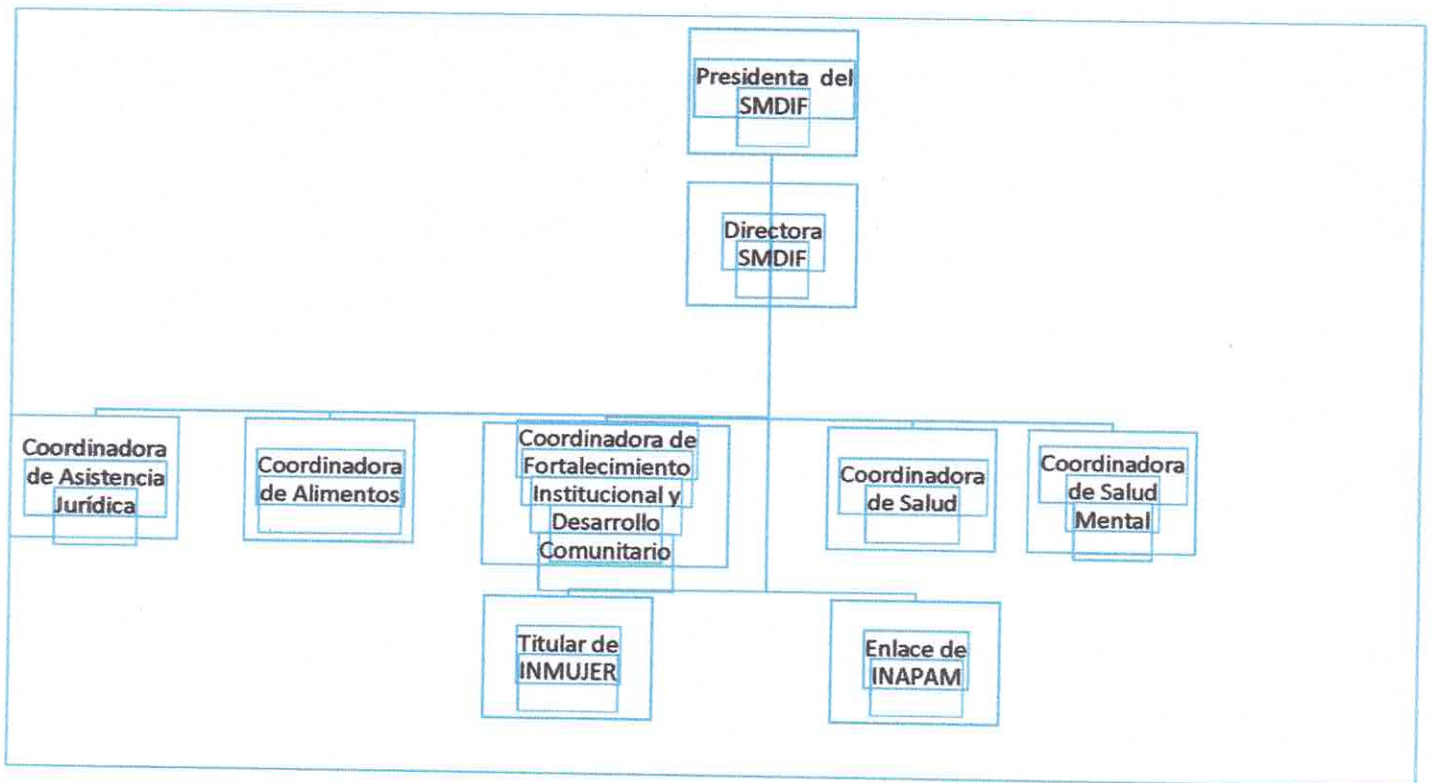 Presidenta del
SMDIF
Directora
SMDIF
Coordinadora
de Asistencia
Jurídica
Coordinadora
de Alimentos
Coordinadora de
Fortalecimiento
Institucional y
Desarrollo
Comunitario
Coordinadora
de Salud
Coordinadora
de Salud
Mental
Titular de
INMUJER
Enlace de
INAPAM